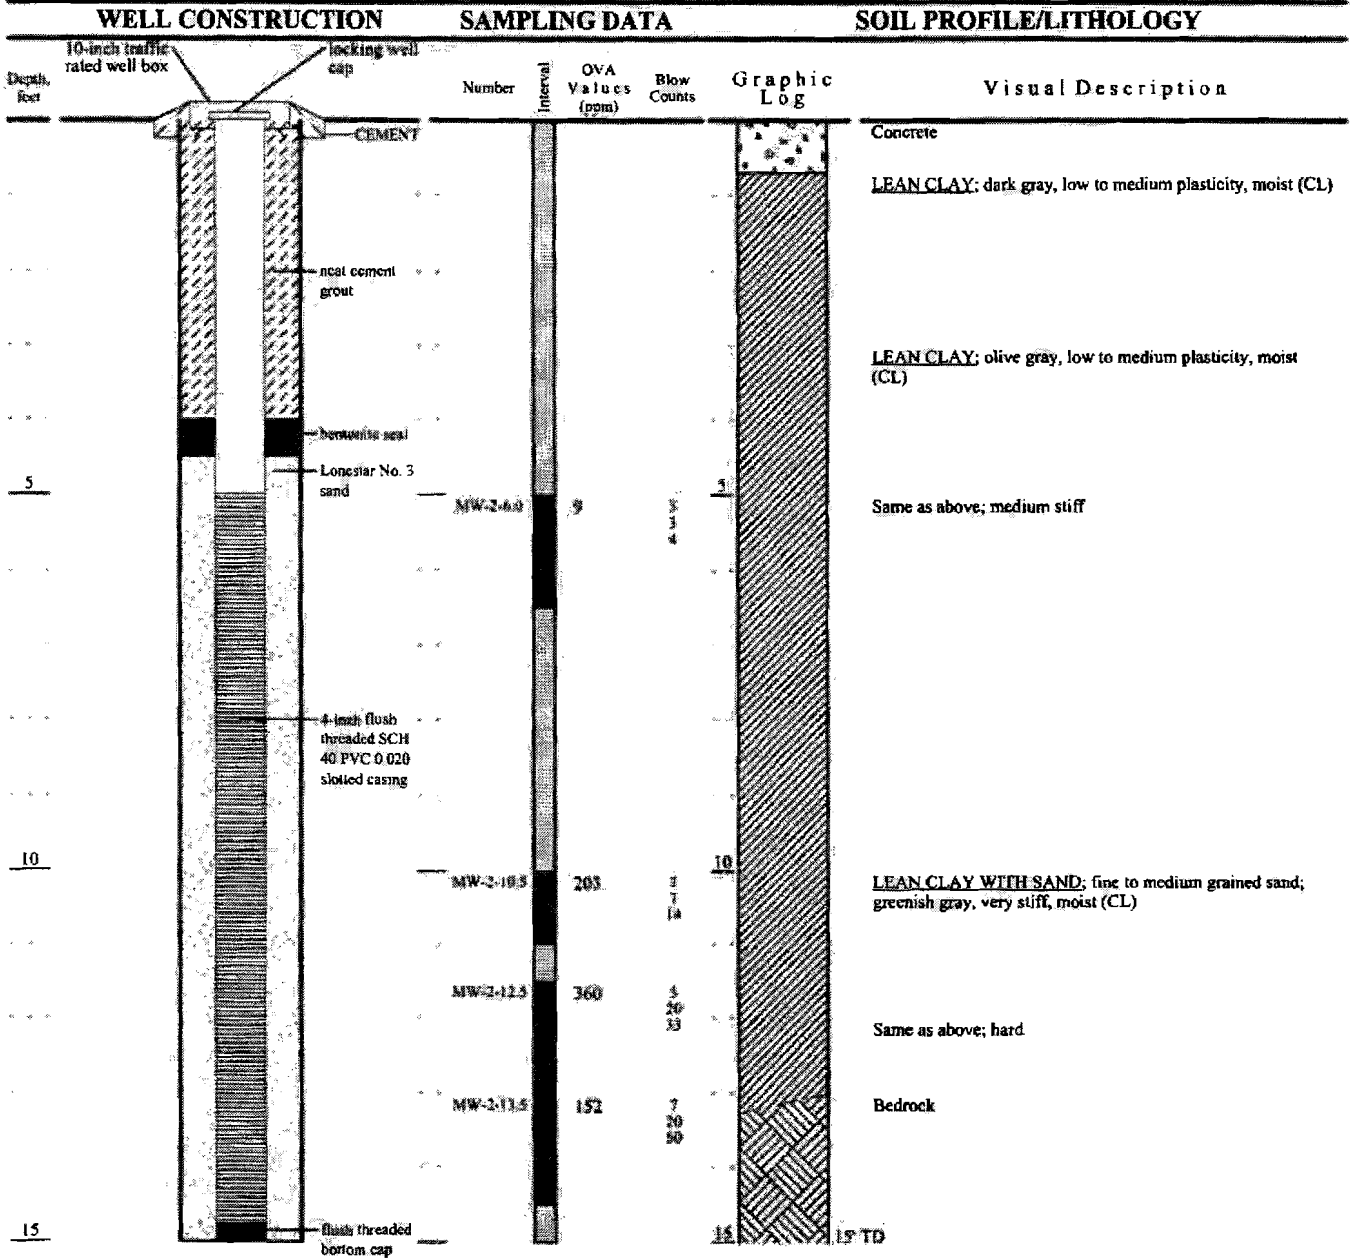 WELL CONSTRUCTION
SAMPLING DATA
SOIL PROFILE/LITHOLOGY
Depth, feet
10-inch traffic
rated well box
locking well
cap
Number
Interval
OVA
Values
(ppm)
Blow
Counts
Graphic
Log
Visual Description
CEMENT
Concrete
LEAN CLAY; dark gray, low to medium plasticity, moist (CL)
neat cement
grout
LEAN CLAY; olive gray, low to medium plasticity, moist
(CL)
bentonite seal
Lonestar No. 3
sand
5
MW-2-6.0
9
3
4
5
Same as above; medium stiff
4-inch flush
threaded SCH
40 PVC 0.020
slotted casing
10
MW-2-10.5
203
10
LEAN CLAY WITH SAND; fine to medium grained sand;
greenish gray, very stiff, moist (CL)
MW-2-12.5
360
5
20
33
Same as above; hard
MW-2-13.5
152
7
20
50
Bedrock
15
flush threaded
bottom cap
15
15' TD